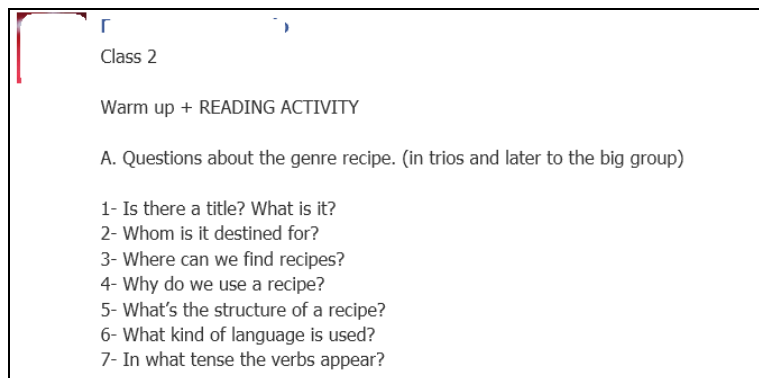 Class 2
Warm up + READING ACTIVITY
A. Questions about the genre recipe. (in trios and later to the big group)
1- Is there a title? What is it?
2- Whom is it destined for?
3- Where can we find recipes?
4- Why do we use a recipe?
5- What’s the structure of a recipe?
6- What kind of language is used?
7- In what tense the verbs appear?